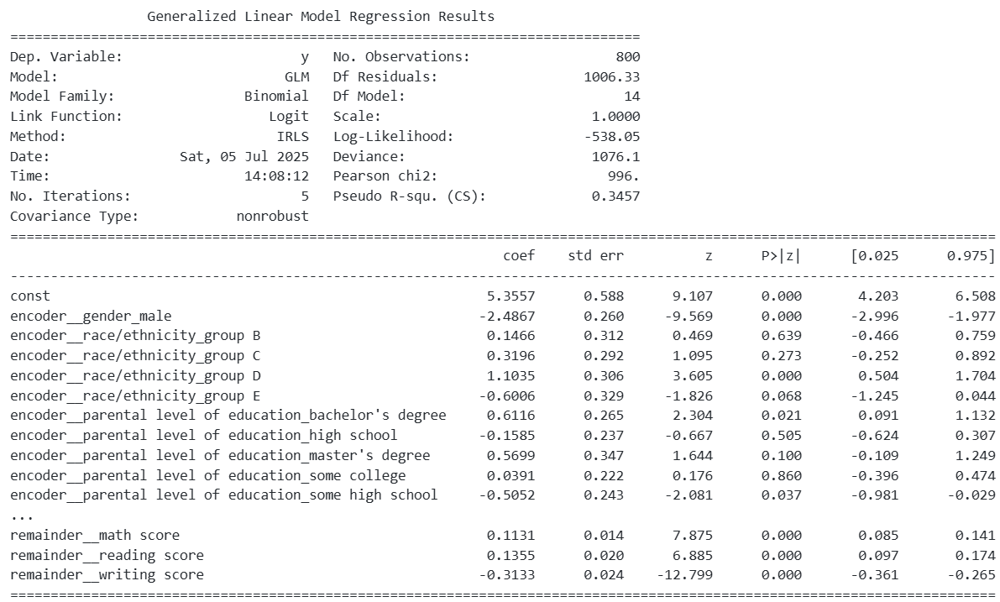 Generalized Linear Model Regression Results
==============================================================================
Dep. Variable: y No. Observations: 800
Model: GLM Df Residuals: 1006.33
Model Family: Binomial Df Model: 14
Link Function: Logit Scale: 1.0000
Method: IRLS Log-Likelihood: -538.05
Date: Sat, 05 Jul 2025 Deviance: 1076.1
Time: 14:08:12 Pearson chi2: 996.
No. Iterations: 5 Pseudo R-squ. (CS): 0.3457
Covariance Type: nonrobust
==============================================================================
coef std err z P>|z| [0.025 0.975]
------------------------------------------------------------------------------
const 5.3557 0.588 9.107 0.000 4.203 6.508
encoder__gender_male -2.4867 0.260 -9.569 0.000 -2.996 -1.977
encoder__race/ethnicity_group B 0.1466 0.312 0.469 0.639 -0.466 0.759
encoder__race/ethnicity_group C 0.3196 0.292 1.095 0.273 -0.252 0.892
encoder__race/ethnicity_group D 1.1035 0.306 3.605 0.000 0.504 1.704
encoder__race/ethnicity_group E -0.6006 0.329 -1.826 0.068 -1.245 0.044
encoder__parental level of education_bachelor's degree 0.6116 0.265 2.304 0.021 0.091 1.132
encoder__parental level of education_high school -0.1585 0.237 -0.667 0.505 -0.624 0.307
encoder__parental level of education_master's degree 0.5699 0.347 1.644 0.100 -0.109 1.249
encoder__parental level of education_some college 0.0391 0.222 0.176 0.860 -0.396 0.474
encoder__parental level of education_some high school -0.5052 0.243 -2.081 0.037 -0.981 -0.029
...
remainder__math score 0.1131 0.014 7.875 0.000 0.085 0.141
remainder__reading score 0.1355 0.020 6.885 0.000 0.097 0.174
remainder__writing score -0.3133 0.024 -12.799 0.000 -0.361 -0.265
==============================================================================